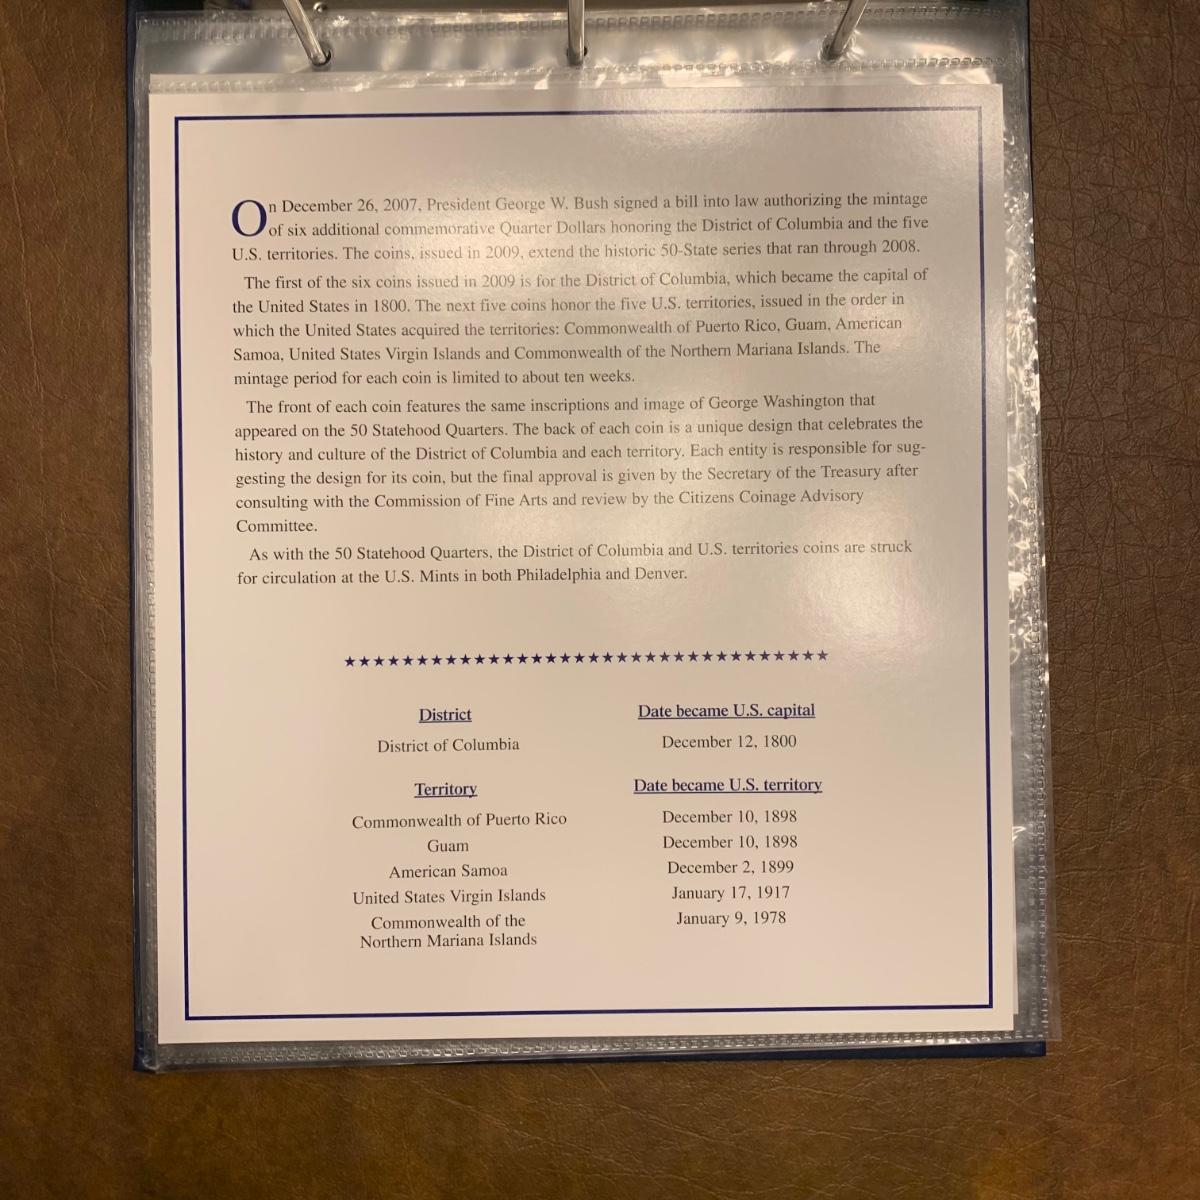 On December 26, 2007, President George W. Bush signed a bill into law authorizing the mintage
of six additional commemorative Quarter Dollars honoring the District of Columbia and the five
U.S. territories. The coins, issued in 2009, extend the historic 50-State series that ran through 2008.
The first of the six coins issued in 2009 is for the District of Columbia, which became the capital of
the United States in 1800. The next five coins honor the five U.S. territories, issued in the order in
which the United States acquired the territories: Commonwealth of Puerto Rico, Guam, American
Samoa, United States Virgin Islands and Commonwealth of the Northern Mariana Islands. The
mintage period for each coin is limited to about ten weeks.
The front of each coin features the same inscriptions and image of George Washington that
appeared on the 50 Statehood Quarters. The back of each coin is a unique design that celebrates the
history and culture of the District of Columbia and each territory. Each entity is responsible for sug-
gesting the design for its coin, but the final approval is given by the Secretary of the Treasury after
consulting with the Commission of Fine Arts and review by the Citizens Coinage Advisory
Committee.
As with the 50 Statehood Quarters, the District of Columbia and U.S. territories coins are struck
for circulation at the U.S. Mints in both Philadelphia and Denver.
District Date became U.S. capital
District of Columbia December 12, 1800
Territory Date became U.S. territory
Commonwealth of Puerto Rico December 10, 1898
Guam December 10, 1898
American Samoa December 2, 1899
United States Virgin Islands January 17, 1917
Commonwealth of the January 9, 1978
Northern Mariana Islands